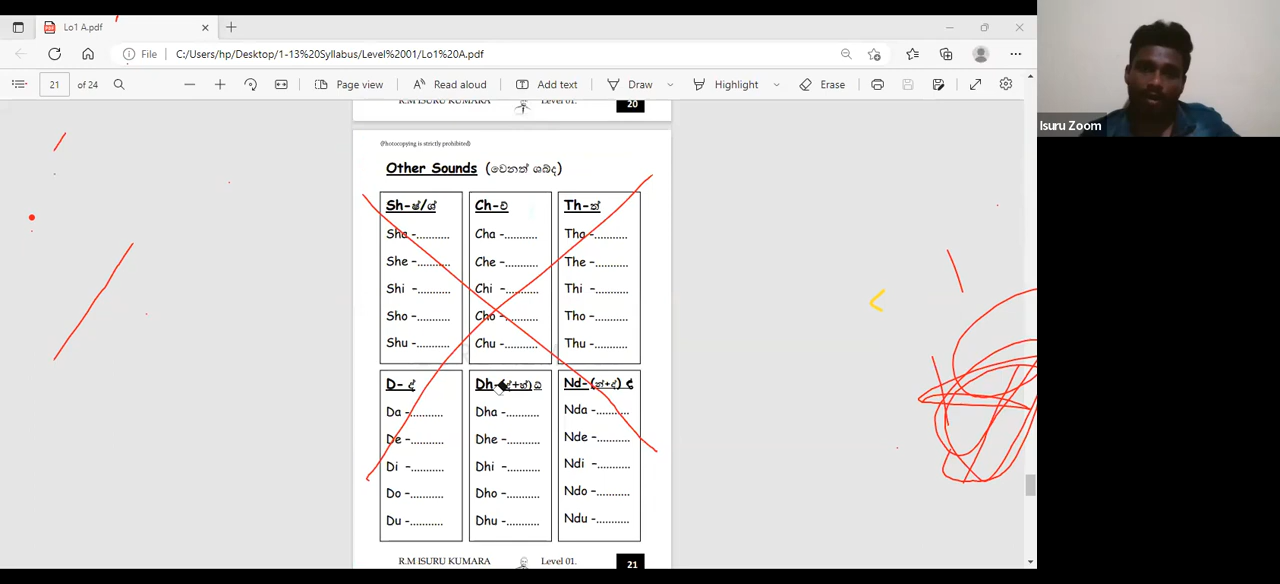 Lo1 A.pdf
File C:/Users/hp/Desktop/1-13%20Syllabus/Level%2001/Lo1%20A.pdf
21 of 24 Page view Read aloud Add text Draw Highlight Erase
R.M ISURU KUMARA Level 01. 20
Isuru Zoom
(Photocopying is strictly prohibited)
Other Sounds (වෙනත් ශබ්ද)
Sh-ෂ්/ශ් Ch-ච් Th-ත්
Sha -.......... Cha -.......... Tha -..........
She -.......... Che -.......... The -..........
Shi -.......... Chi -.......... Thi -..........
Sho -.......... Cho -.......... Tho -..........
Shu -.......... Chu -.......... Thu -..........
D- ද් Dh- Nd- (න්+ද්)
Da -.......... Dha -.......... Nda -..........
De -.......... Dhe -.......... Nde -..........
Di -.......... Dhi -.......... Ndi -..........
Do -.......... Dho -.......... Ndo -..........
Du -.......... Dhu -.......... Ndu -..........
R.M ISURU KUMARA Level 01. 21